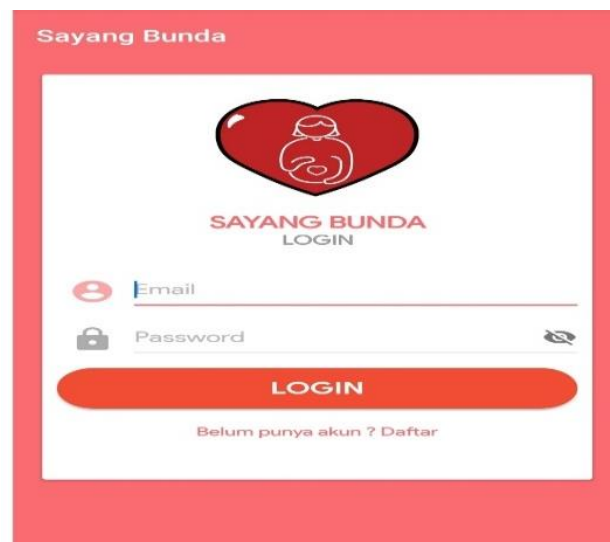 Sayang Bunda
SAYANG BUNDA
LOGIN
Email
Password
LOGIN
Belum punya akun ? Daftar